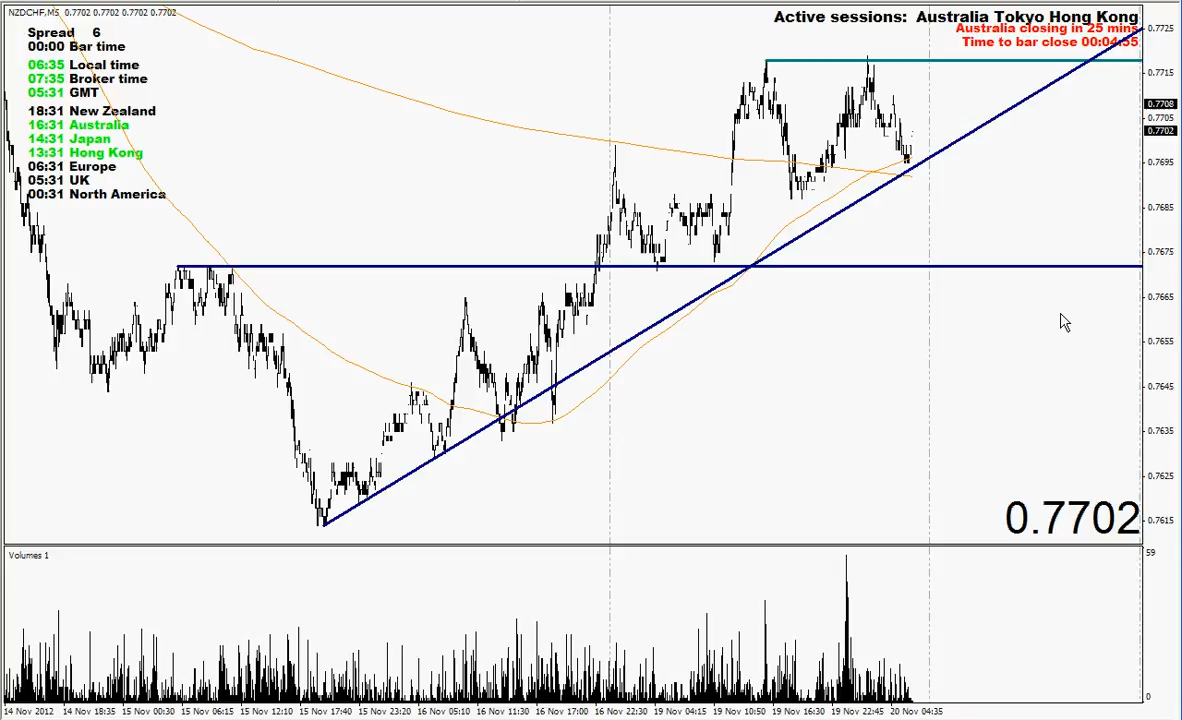 NZDCHF,M5 0.7702 0.7702 0.7702 0.7702
Active sessions: Australia Tokyo Hong Kong
Australia closing in 25 mins
Time to bar close 00:04:55
Spread 6
00:00 Bar time
06:35 Local time
07:35 Broker time
05:31 GMT
18:31 New Zealand
16:31 Australia
14:31 Japan
13:31 Hong Kong
06:31 Europe
05:31 UK
00:31 North America
0.7725
0.7715
0.7708
0.7705
0.7702
0.7695
0.7685
0.7675
0.7665
0.7655
0.7645
0.7635
0.7625
0.7615
0.7702
Volumes 1
59
0
14 Nov 2012 14 Nov 18:35 15 Nov 00:30 15 Nov 06:15 15 Nov 12:10 15 Nov 17:40 15 Nov 23:20 16 Nov 05:10 16 Nov 11:30 16 Nov 17:00 16 Nov 22:30 19 Nov 04:15 19 Nov 10:50 19 Nov 16:30 19 Nov 22:45 20 Nov 04:35